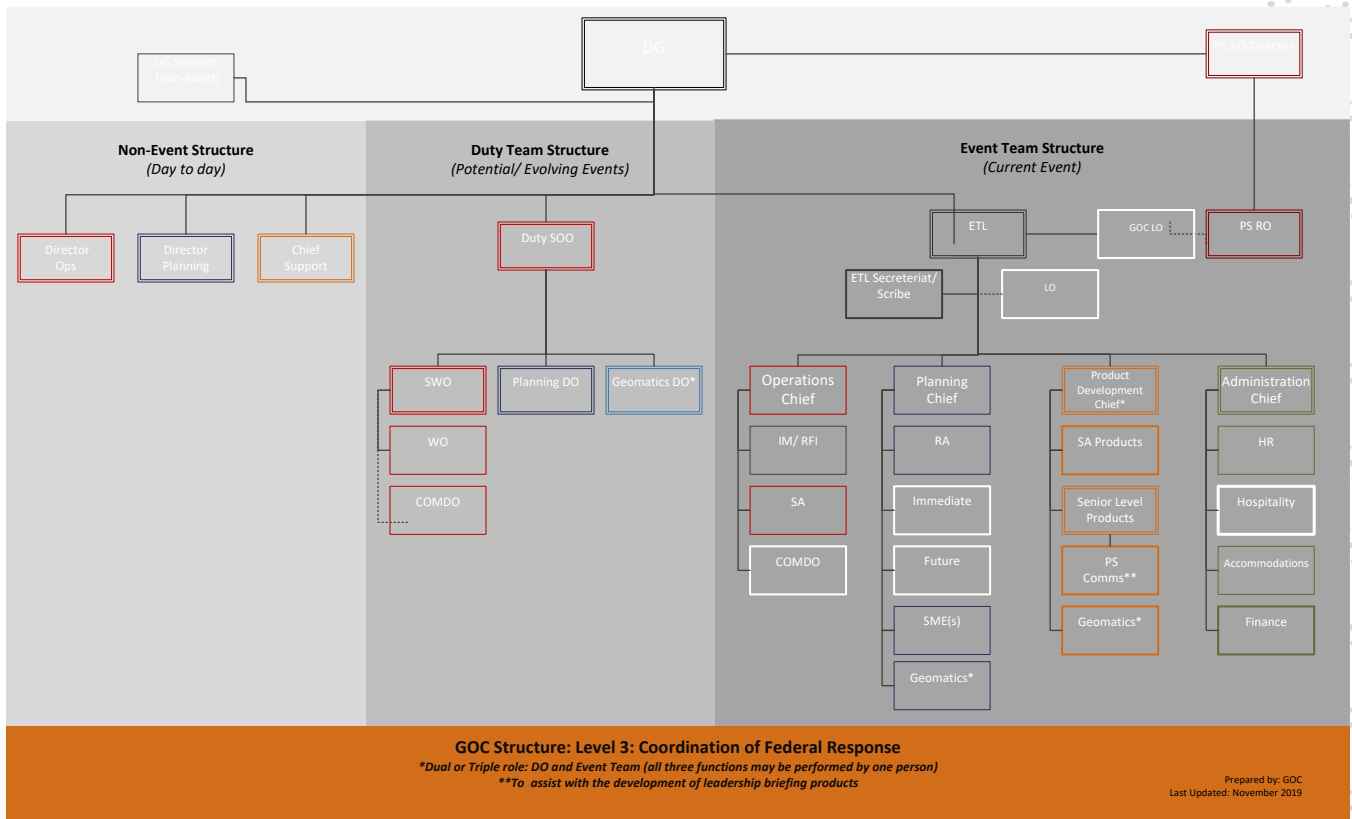 DG
PS RO Director
DG Support
(non-event)
Non-Event Structure
(Day to day)
Duty Team Structure
(Potential/ Evolving Events)
Event Team Structure
(Current Event)
Director
Ops
Director
Planning
Chief
Support
Duty SOO
ETL
GOC LO
PS RO
ETL Secreteriat/
Scribe
LO
SWO
Planning DO
Geomatics DO*
WO
COMDO
Operations
Chief
IM/ RFI
SA
COMDO
Planning
Chief
RA
Immediate
Future
SME(s)
Geomatics*
Product
Development
Chief*
SA Products
Senior Level
Products
PS
Comms**
Geomatics*
Administration
Chief
HR
Hospitality
Accommodations
Finance
GOC Structure: Level 3: Coordination of Federal Response
*Dual or Triple role: DO and Event Team (all three functions may be performed by one person)
**To assist with the development of leadership briefing products
Prepared by: GOC
Last Updated: November 2019